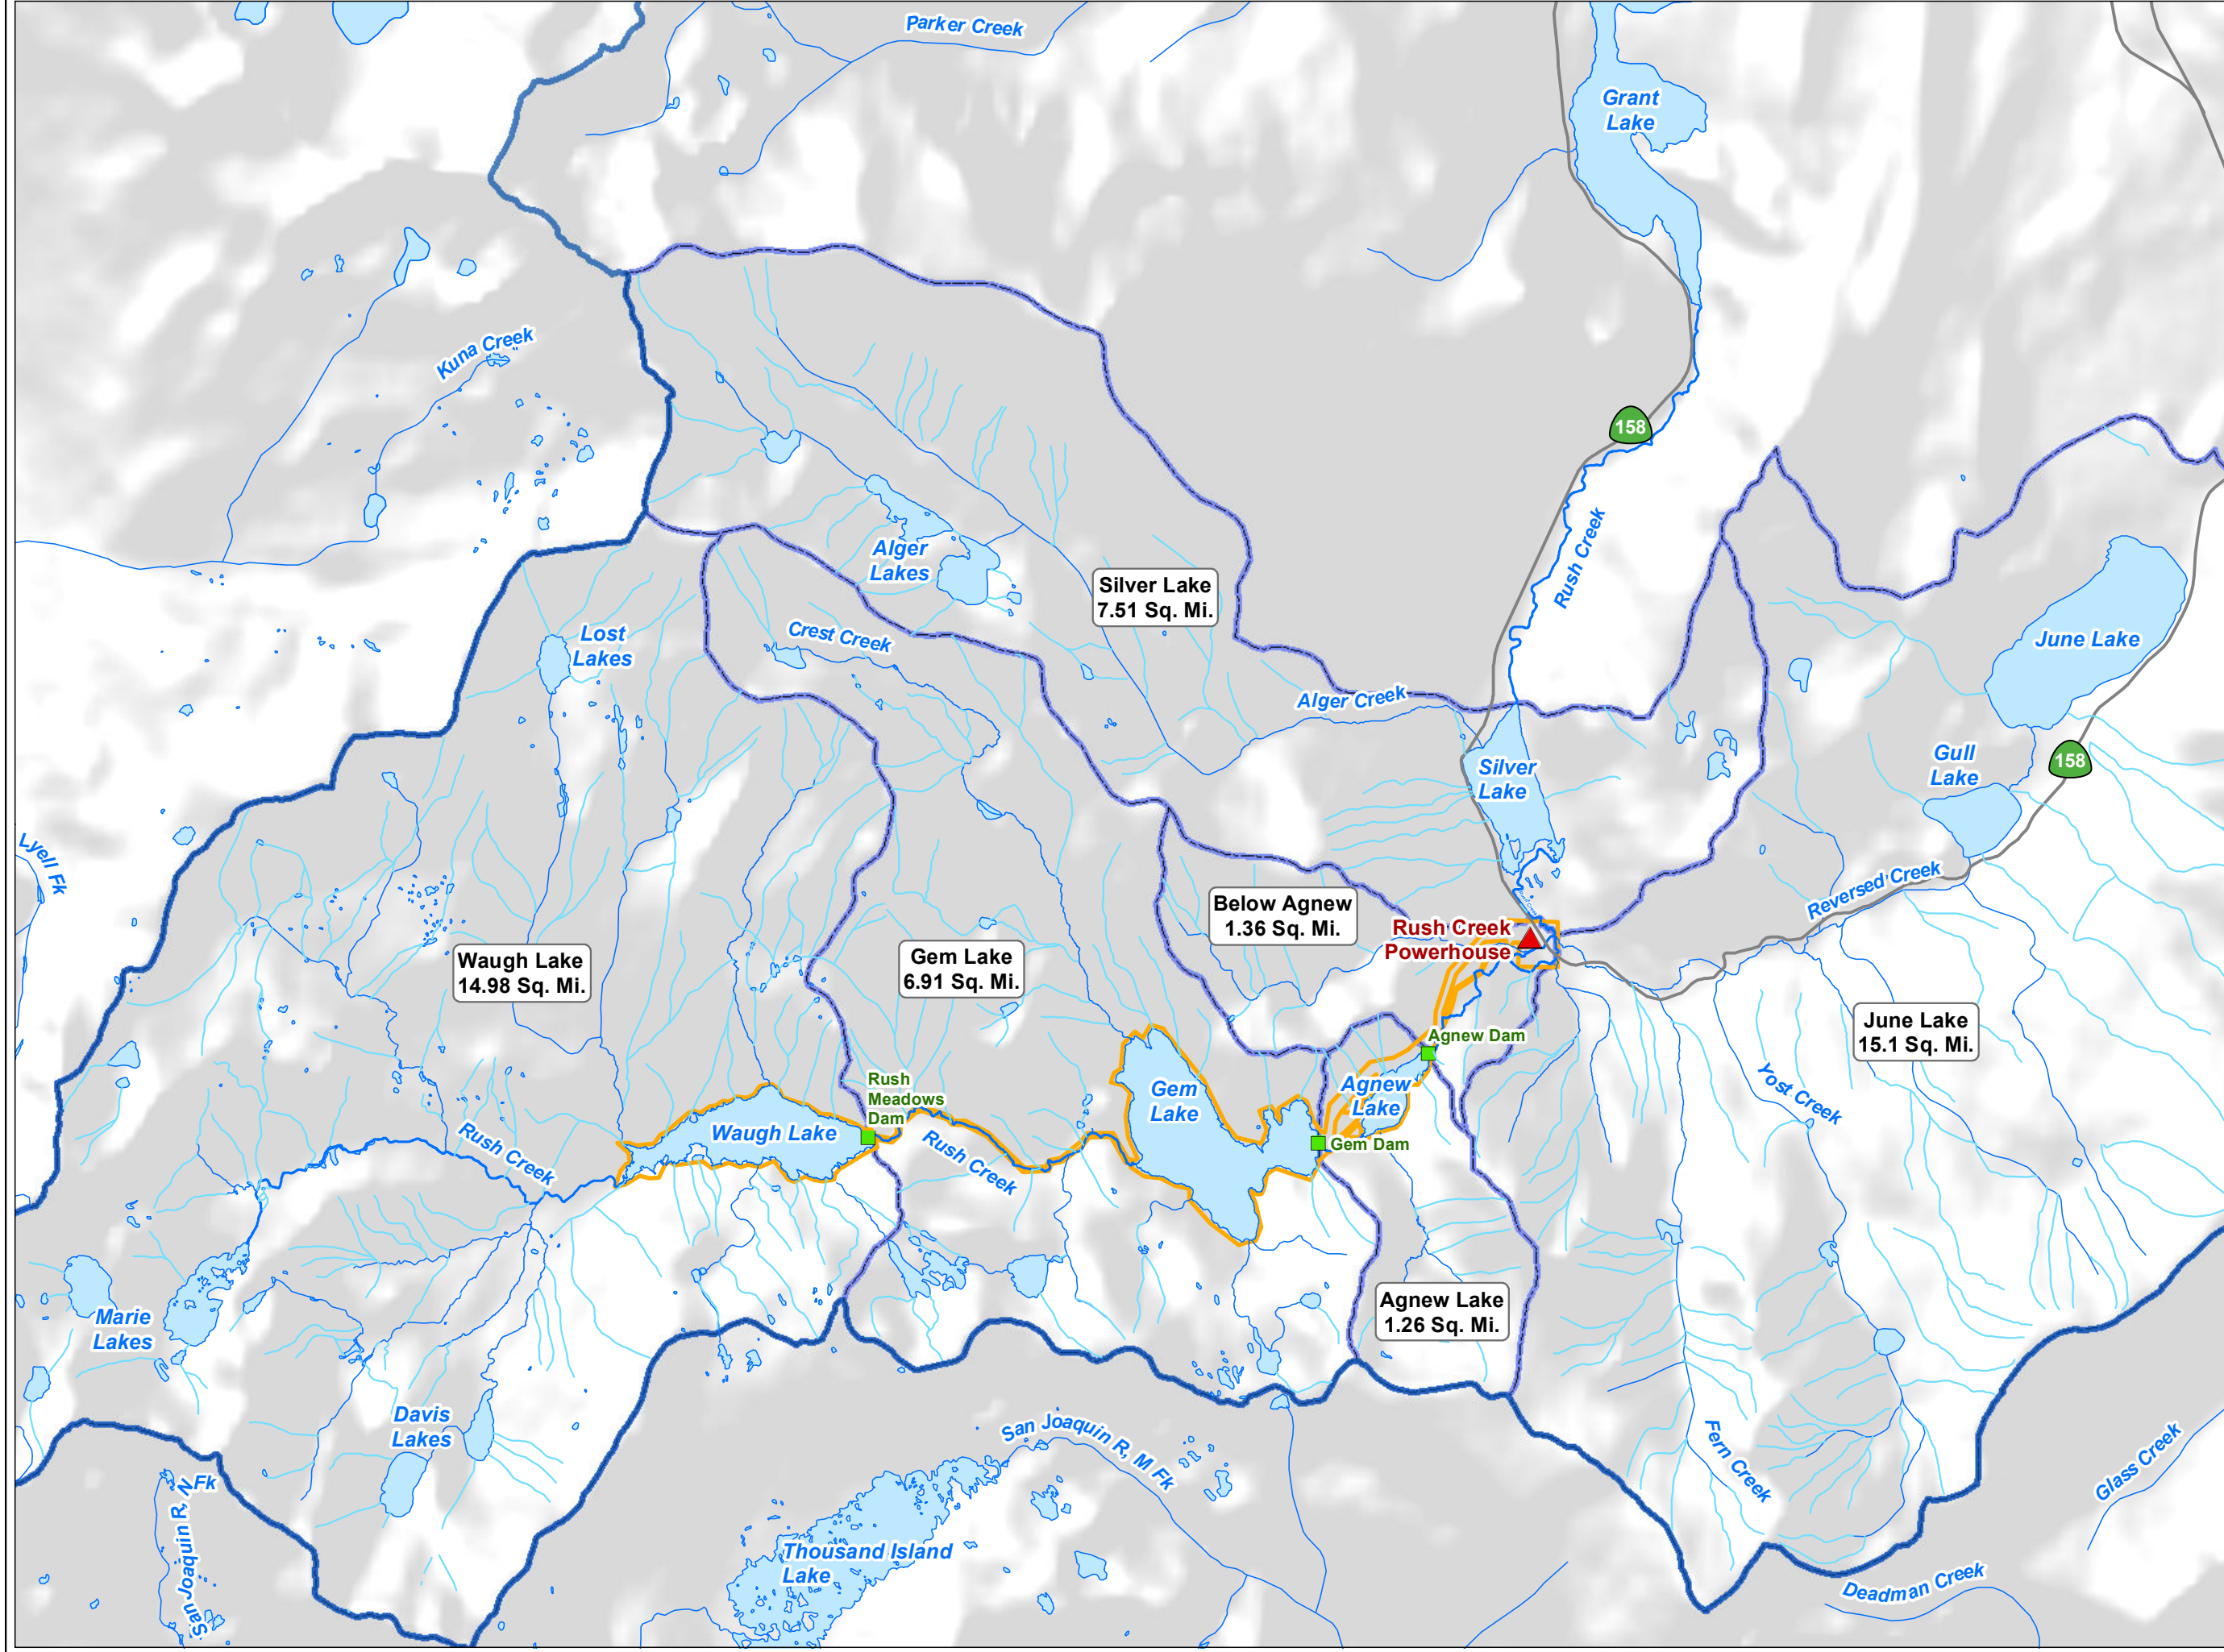 Parker Creek
Grant
Lake
Kuna Creek
158
Rush Creek
Alger
Lakes
Silver Lake
7.51 Sq. Mi.
Lost
Lakes
Crest Creek
June Lake
Alger Creek
Silver
Lake
Gull
Lake
158
Lyell Fk
Reversed Creek
Below Agnew
1.36 Sq. Mi.
Rush Creek
Powerhouse
Waugh Lake
14.98 Sq. Mi.
Gem Lake
6.91 Sq. Mi.
June Lake
15.1 Sq. Mi.
Agnew Dam
Rush
Meadows
Dam
Gem
Lake
Agnew
Lake
Yost Creek
Waugh Lake
Rush Creek
Rush Creek
Gem Dam
Marie
Lakes
Agnew Lake
1.26 Sq. Mi.
Davis
Lakes
San Joaquin R, M Fk
Fern Creek
Glass Creek
San Joaquin R, N Fk
Thousand Island
Lake
Deadman Creek